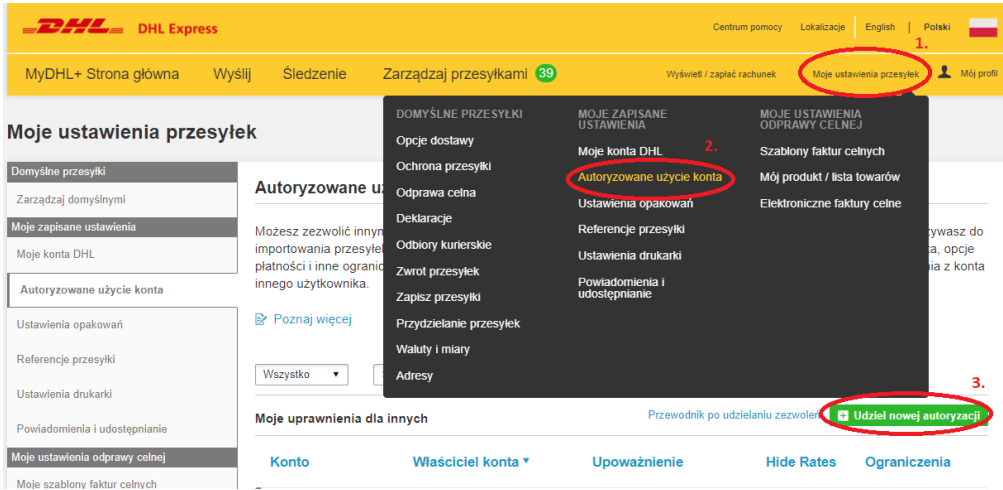 DHL DHL Express
Centrum pomocy Lokalizacje English | Polski
1.
MyDHL+ Strona główna Wyślij Śledzenie Zarządzaj przesyłkami 39 Wyświetl / zapłać rachunek Moje ustawienia przesyłek Mój profil
Moje ustawienia przesyłek
Domyślne przesyłki
Zarządzaj domyślnymi
Moje zapisane ustawienia
Moje konta DHL
Autoryzowane użycie konta
Ustawienia opakowań
Referencje przesyłki
Ustawienia drukarki
Powiadomienia i udostępnianie
Moje ustawienia odprawy celnej
Moje szablony faktur celnych
DOMYŚLNE PRZESYŁKI
Opcje dostawy
Ochrona przesyłki
Odprawa celna
Deklaracje
Odbiory kurierskie
Zwrot przesyłek
Zapisz przesyłki
Przydzielanie przesyłek
Waluty i miary
Adresy
MOJE ZAPISANE
USTAWIENIA
2.
Moje konta DHL
Autoryzowane użycie konta
Ustawienia opakowań
Referencje przesyłki
Ustawienia drukarki
Powiadomienia i
udostępnianie
MOJE USTAWIENIA
ODPRAWY CELNEJ
Szablony faktur celnych
Mój produkt / lista towarów
Elektroniczne faktury celne
Autoryzowane
Możesz zezwolić innym
importowania
płatności i inne
innego użytkownika.
do
opcje
z konta
Poznaj więcej
Wszystko
3.
Moje uprawnienia dla innych
Przewodnik po udzielaniu
Udziel nowej autoryzacji
Konto Właściciel konta Upoważnienie Hide Rates Ograniczenia